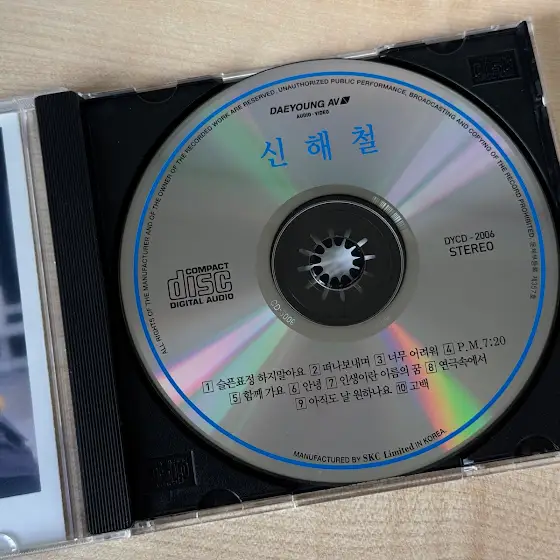 DAEYOUNG AV
AUDIO · VIDEO
신 해 철
ALL RIGHTS OF THE MANUFACTURER AND OF THE OWNER OF THE RECORDED WORK ARE RESERVED. UNAUTHORIZED PUBLIC PERFORMANCE, BROADCASTING AND COPYING OF THE RECORD PROHIBITED.
DYCD - 2006
STEREO
COMPACT
disc
DIGITAL AUDIO
1 슬픈표정 하지말아요 2 떠나보내며 3 너무 어려워 4 P.M.7:20
5 함께 가요 6 안녕 7 인생이란 이름의 꿈 8 연극속에서
9 아직도 날 원하나요 10 고백
MANUFACTURED BY SKC Limited IN KOREA.